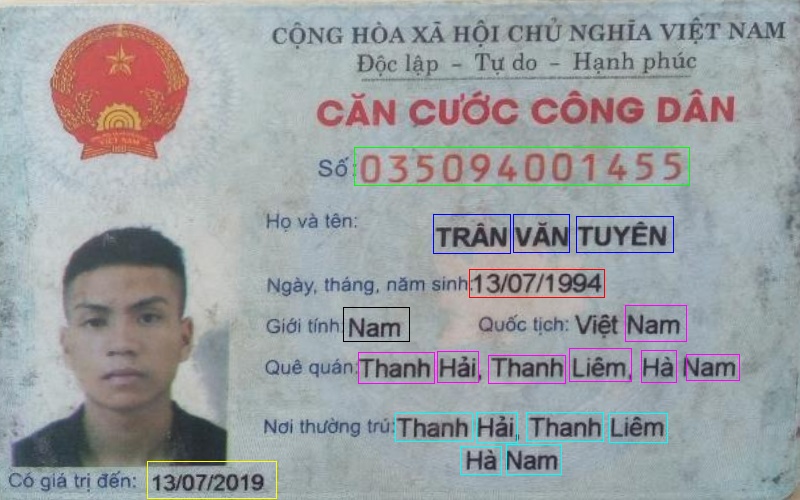 CỘNG HÒA XÃ HỘI CHỦ NGHĨA VIỆT NAM
Độc lập - Tự do - Hạnh phúc
CĂN CƯỚC CÔNG DÂN
Số: 035094001455
Họ và tên:
TRẦN VĂN TUYÊN
Ngày, tháng, năm sinh: 13/07/1994
Giới tính: Nam Quốc tịch: Việt Nam
Quê quán: Thanh Hải, Thanh Liêm, Hà Nam
Nơi thường trú: Thanh Hải, Thanh Liêm
Hà Nam
Có giá trị đến: 13/07/2019